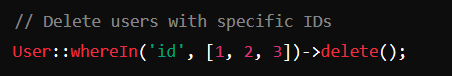 // Delete users with specific IDs
User::whereIn('id', [1, 2, 3])->delete();